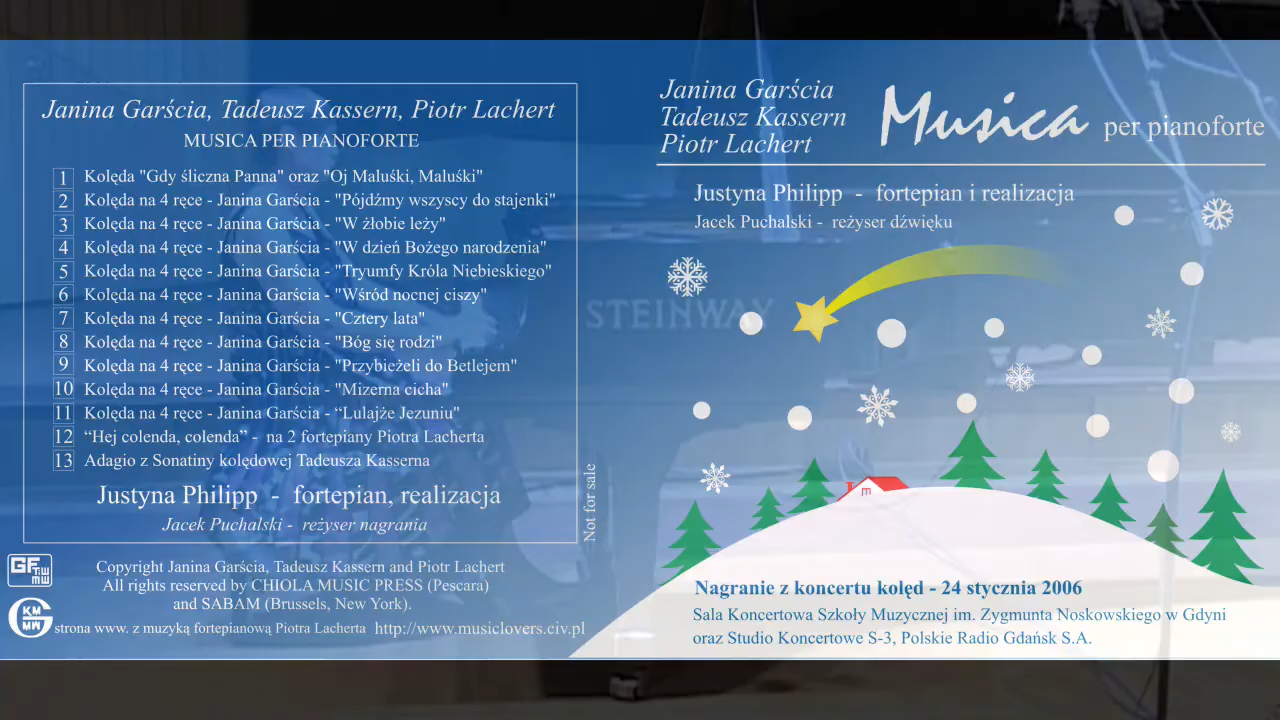 Janina Garścia, Tadeusz Kassern, Piotr Lachert
MUSICA PER PIANOFORTE
1 Kolęda "Gdy śliczna Panna" oraz "Oj Maluśki, Maluśki"
2 Kolęda na 4 ręce - Janina Garścia - "Pójdźmy wszyscy do stajenki"
3 Kolęda na 4 ręce - Janina Garścia - "W żłobie leży"
4 Kolęda na 4 ręce - Janina Garścia - "W dzień Bożego narodzenia"
5 Kolęda na 4 ręce - Janina Garścia - "Tryumfy Króla Niebieskiego"
6 Kolęda na 4 ręce - Janina Garścia - "Wśród nocnej ciszy"
7 Kolęda na 4 ręce - Janina Garścia - "Cztery lata"
8 Kolęda na 4 ręce - Janina Garścia - "Bóg się rodzi"
9 Kolęda na 4 ręce - Janina Garścia - "Przybieżeli do Betlejem"
10 Kolęda na 4 ręce - Janina Garścia - "Mizerna cicha"
11 Kolęda na 4 ręce - Janina Garścia - “Lulajże Jezuniu"
12 “Hej colenda, colenda” - na 2 fortepiany Piotra Lacherta
13 Adagio z Sonatiny kolędowej Tadeusza Kasserna
Justyna Philipp - fortepian, realizacja
Jacek Puchalski - reżyser nagrania
Not for sale
Copyright Janina Garścia, Tadeusz Kassern and Piotr Lachert
All rights reserved by CHIOLA MUSIC PRESS (Pescara)
and SABAM (Brussels, New York).
strona www. z muzyką fortepianową Piotra Lacherta http://www.musiclovers.civ.pl
GF
KM
MMW
Janina Garścia
Tadeusz Kassern
Piotr Lachert
Musica per pianoforte
Justyna Philipp - fortepian i realizacja
Jacek Puchalski - reżyser dźwięku
STEINWAY
Nagranie z koncertu kolęd - 24 stycznia 2006
Sala Koncertowa Szkoły Muzycznej im. Zygmunta Noskowskiego w Gdyni
oraz Studio Koncertowe S-3, Polskie Radio Gdańsk S.A.